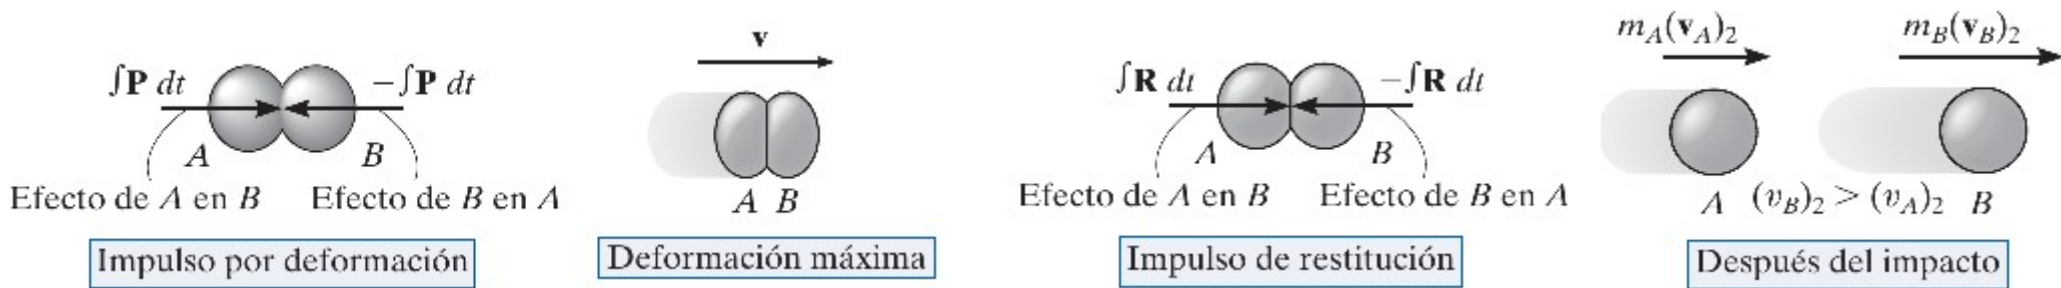 ∫P dt
−∫P dt
A
B
Efecto de A en B
Efecto de B en A
Impulso por deformación
v
A B
Deformación máxima
∫R dt
−∫R dt
A
B
Efecto de A en B
Efecto de B en A
Impulso de restitución
m_A(v_A)_2
m_B(v_B)_2
A (v_B)_2 > (v_A)_2 B
Después del impacto